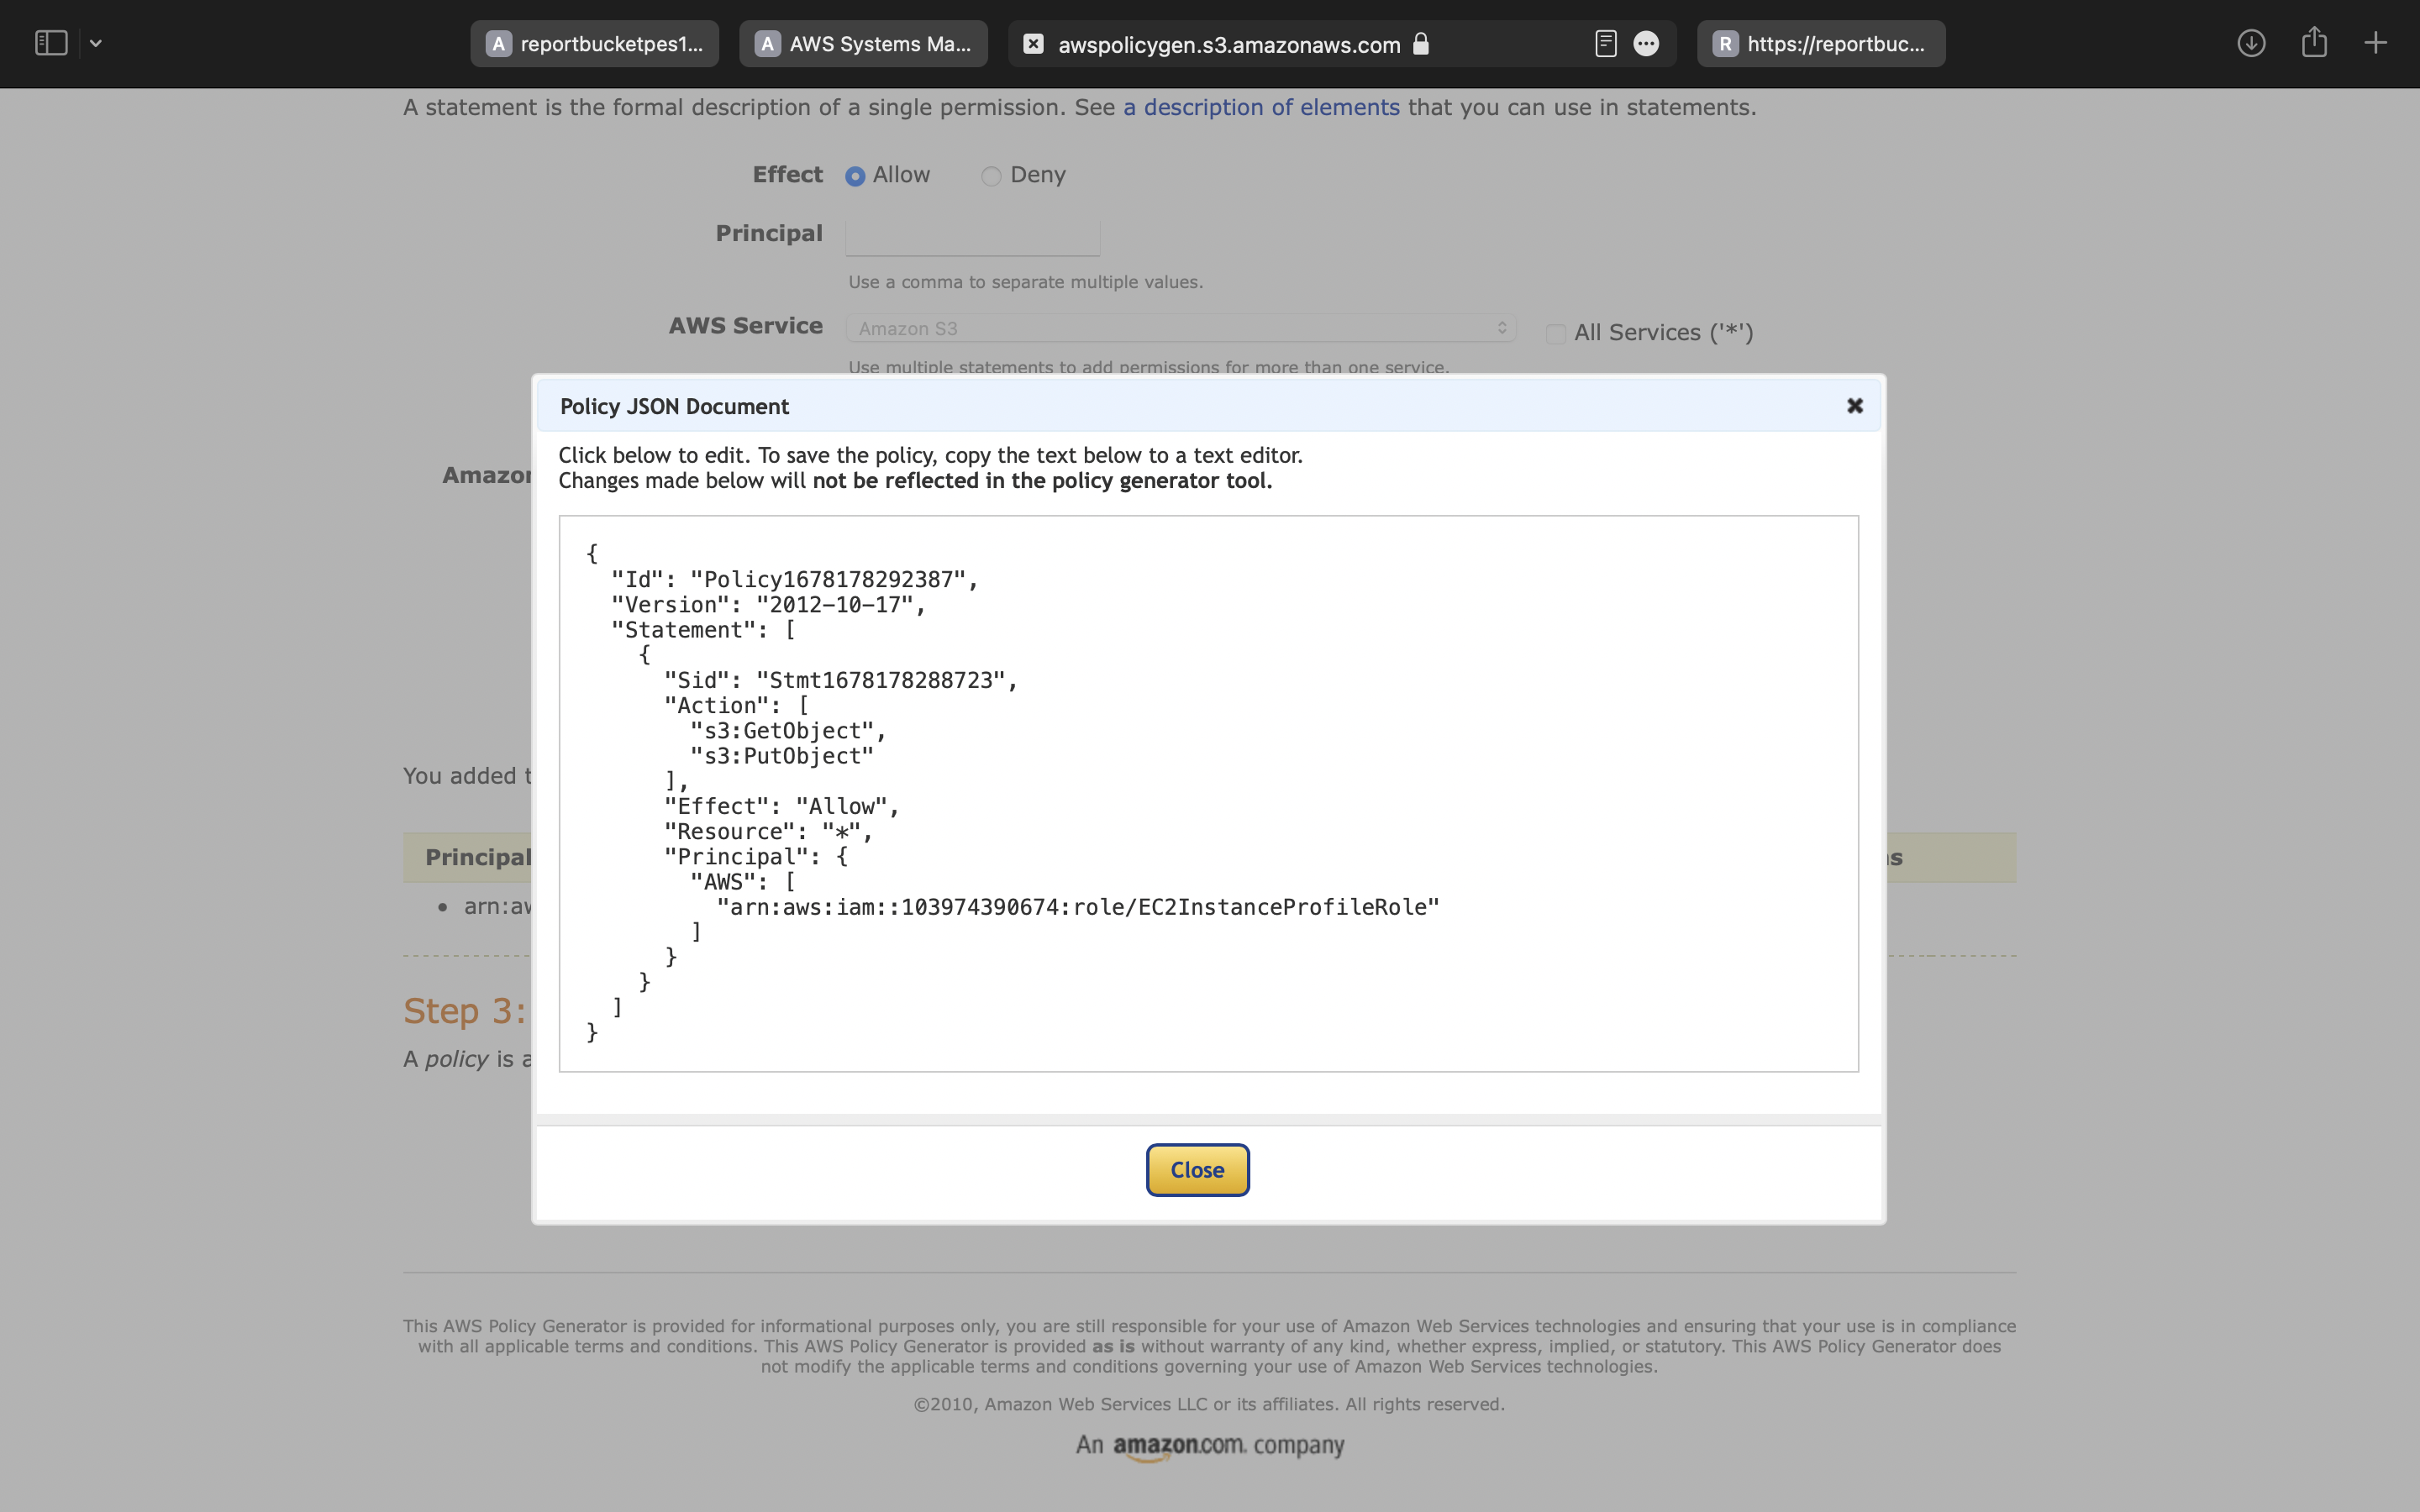 A reportbucketpes1... A AWS Systems Ma... awspolicygen.s3.amazonaws.com R https://reportbuc...
A statement is the formal description of a single permission. See a description of elements that you can use in statements.
Effect Allow Deny
Principal
Use a comma to separate multiple values.
AWS Service Amazon S3 All Services ('*')
Use multiple statements to add permissions for more than one service.
Policy JSON Document
Click below to edit. To save the policy, copy the text below to a text editor.
Amazon
Changes made below will not be reflected in the policy generator tool.
{
"Id": "Policy1678178292387",
"Version": "2012-10-17",
"Statement": [
{
"Sid": "Stmt1678178288723",
"Action": [
"s3:GetObject",
"s3:PutObject"
],
"Effect": "Allow",
"Resource": "*",
"Principal": {
"AWS": [
"arn:aws:iam::103974390674:role/EC2InstanceProfileRole"
]
}
}
]
}
You added
Principal
arn:aw
Step 3:
A policy is a
Close
This AWS Policy Generator is provided for informational purposes only, you are still responsible for your use of Amazon Web Services technologies and ensuring that your use is in compliance
with all applicable terms and conditions. This AWS Policy Generator is provided as is without warranty of any kind, whether express, implied, or statutory. This AWS Policy Generator does
not modify the applicable terms and conditions governing your use of Amazon Web Services technologies.
©2010, Amazon Web Services LLC or its affiliates. All rights reserved.
An amazon.com. company